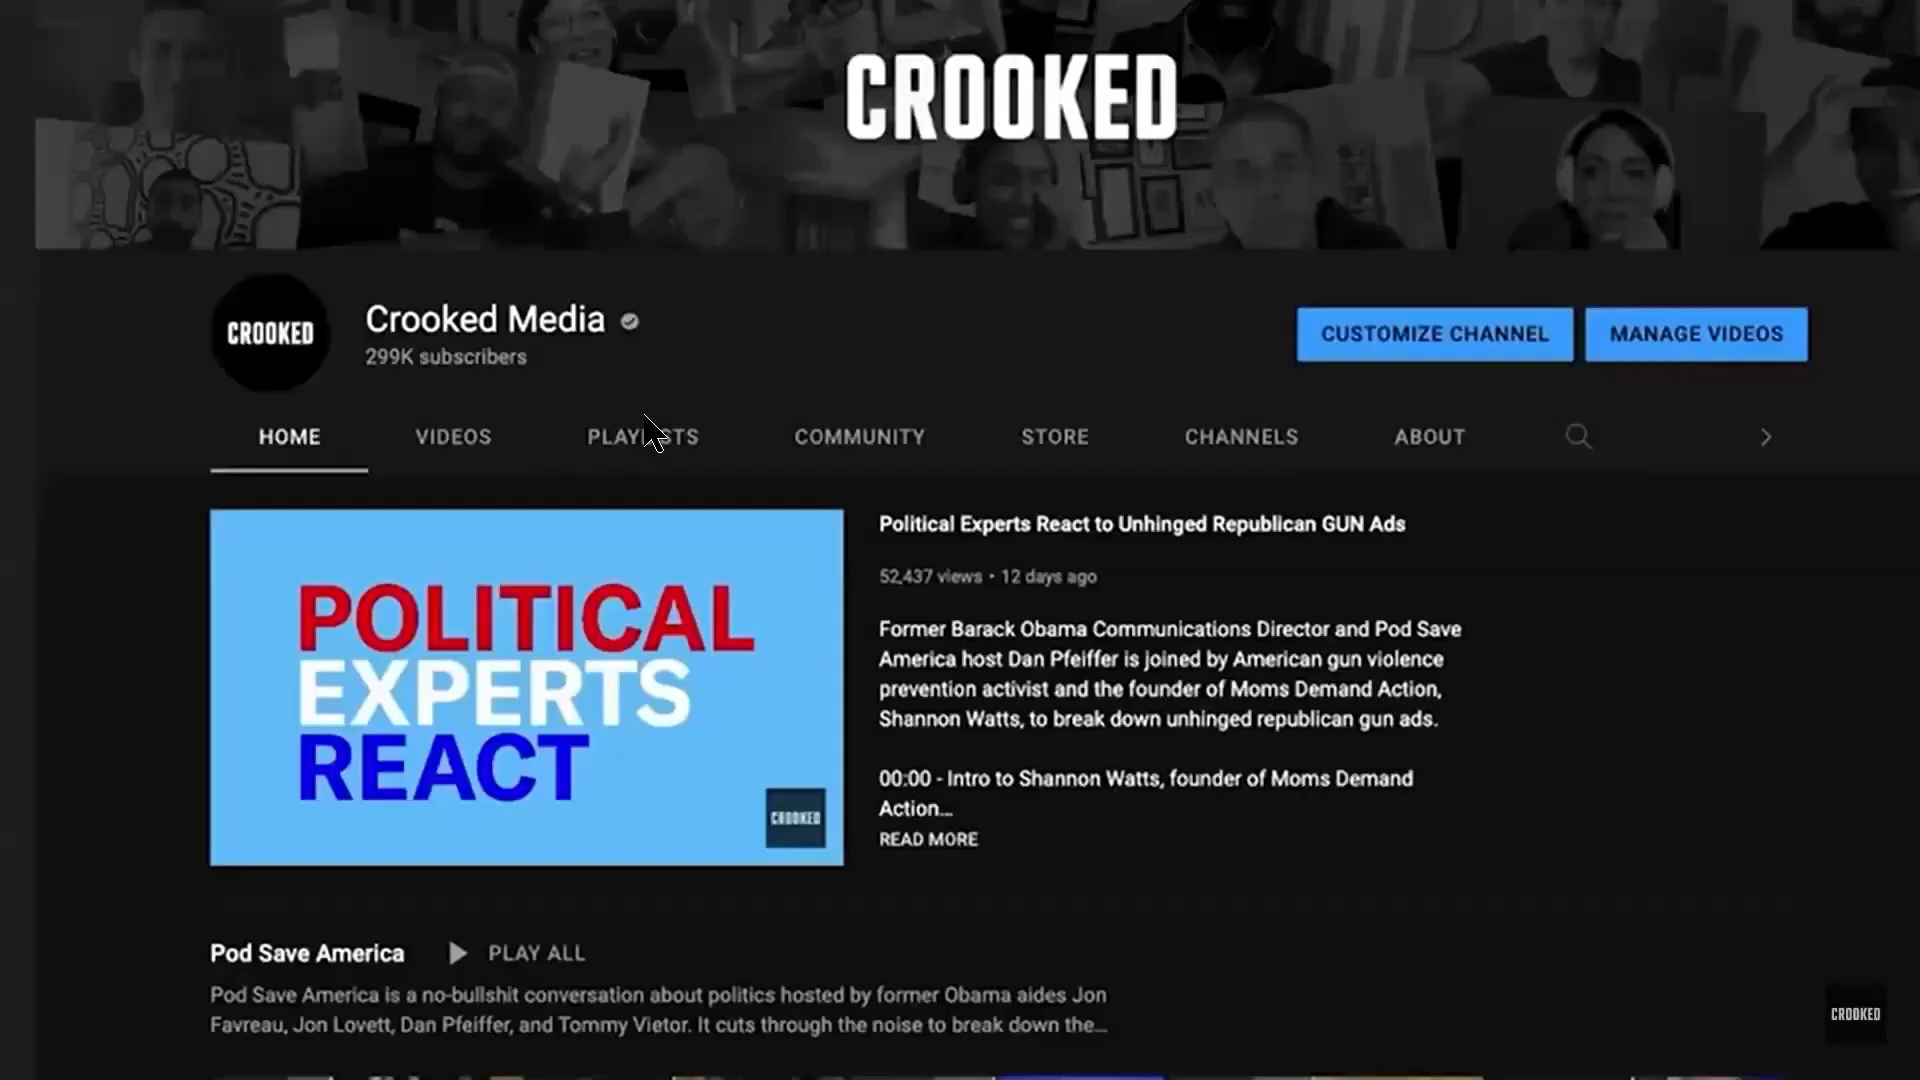 CROOKED
CROOKED
Crooked Media
299K subscribers
CUSTOMIZE CHANNEL
MANAGE VIDEOS
HOME
VIDEOS
PLAYLISTS
COMMUNITY
STORE
CHANNELS
ABOUT
POLITICAL
EXPERTS
REACT
CROOKED
Political Experts React to Unhinged Republican GUN Ads
52,437 views • 12 days ago
Former Barack Obama Communications Director and Pod Save
America host Dan Pfeiffer is joined by American gun violence
prevention activist and the founder of Moms Demand Action,
Shannon Watts, to break down unhinged republican gun ads.
00:00 - Intro to Shannon Watts, founder of Moms Demand
Action...
READ MORE
Pod Save America
PLAY ALL
Pod Save America is a no-bullshit conversation about politics hosted by former Obama aides Jon
Favreau, Jon Lovett, Dan Pfeiffer, and Tommy Vietor. It cuts through the noise to break down the...
CROOKED